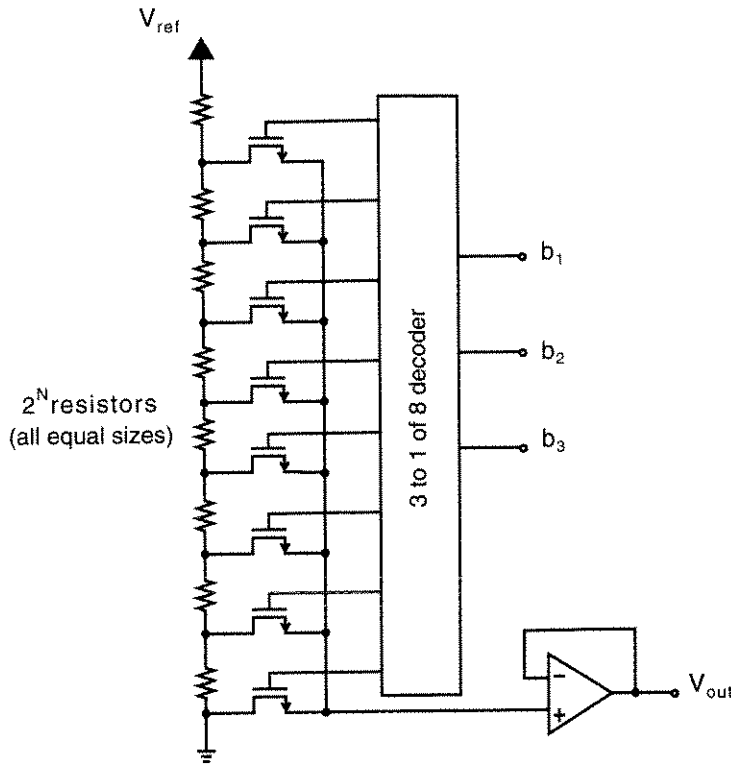 V_ref
b_1
b_2
b_3
3 to 1 of 8 decoder
2^N resistors
(all equal sizes)
−
+
V_out